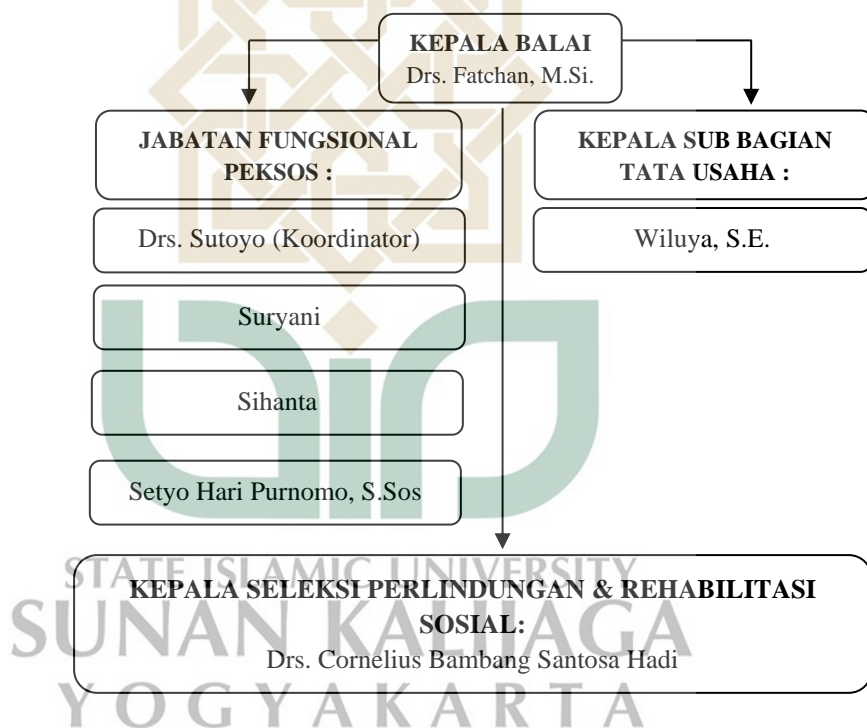 KEPALA BALAI
Drs. Fatchan, M.Si.
JABATAN FUNGSIONAL
PEKSOS :
KEPALA SUB BAGIAN
TATA USAHA :
Drs. Sutoyo (Koordinator)
Wiluya, S.E.
Suryani
Sihanta
Setyo Hari Purnomo, S.Sos
KEPALA SELEKSI PERLINDUNGAN & REHABILITASI
SOSIAL:
Drs. Cornelius Bambang Santosa Hadi
STATE ISLAMIC UNIVERSITY
SUNAN KALIJAGA
YOGYAKARTA